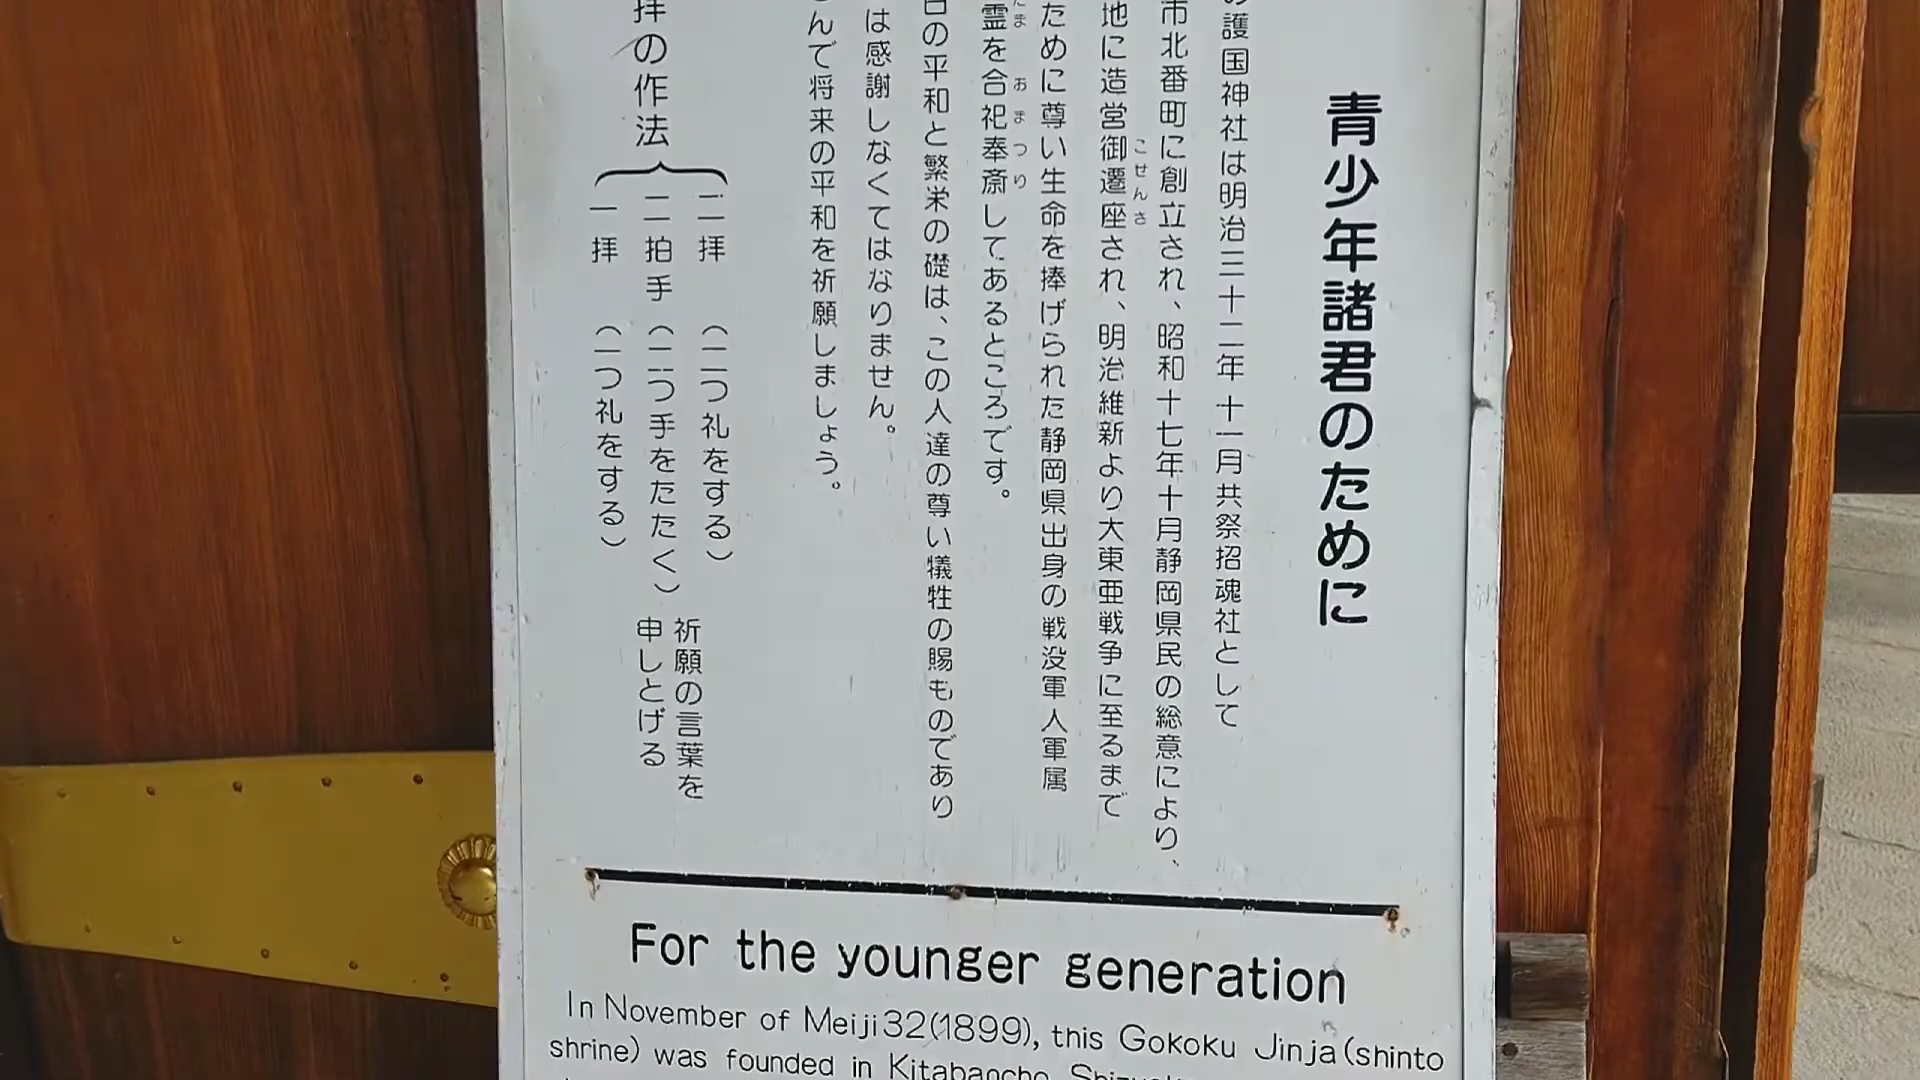 青少年諸君のために
護国神社は明治三十二年十一月共祭招魂社として
市北番町に創立され、昭和十七年十月静岡県民の総意により、
地に造営御遷座され、明治維新より大東亜戦争に至るまで
こせんさ
ために尊い生命を捧げられた静岡県出身の戦没軍人軍属
霊を合祀奉斎してあるところです。
おまつり
の平和と繁栄の礎は、この人達の尊い犠牲の賜ものであり
は感謝しなくてはなりません。
んで将来の平和を祈願しましょう。
拝の作法
二拝 (二つ礼をする)
二拍手 (二つ手をたたく)
祈願の言葉を
申しとげる
一拝 (一つ礼をする)
For the younger generation
In November of Meiji32(1899), this Gokoku Jinja(shinto
shrine) was founded in Kitabancho